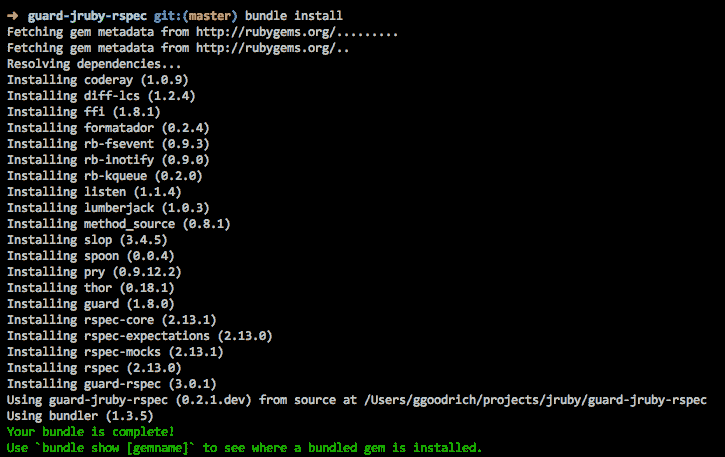 ➜ guard-jruby-rspec git:(master) bundle install
Fetching gem metadata from http://rubygems.org/.........
Fetching gem metadata from http://rubygems.org/..
Resolving dependencies...
Installing coderay (1.0.9)
Installing diff-lcs (1.2.4)
Installing ffi (1.8.1)
Installing formatador (0.2.4)
Installing rb-fsevent (0.9.3)
Installing rb-inotify (0.9.0)
Installing rb-kqueue (0.2.0)
Installing listen (1.1.4)
Installing lumberjack (1.0.3)
Installing method_source (0.8.1)
Installing slop (3.4.5)
Installing spoon (0.0.4)
Installing pry (0.9.12.2)
Installing thor (0.18.1)
Installing guard (1.8.0)
Installing rspec-core (2.13.1)
Installing rspec-expectations (2.13.0)
Installing rspec-mocks (2.13.1)
Installing rspec (2.13.0)
Installing guard-rspec (3.0.1)
Using guard-jruby-rspec (0.2.1.dev) from source at /Users/ggoodrich/projects/jruby/guard-jruby-rspec
Using bundler (1.3.5)
Your bundle is complete!
Use `bundle show [gemname]` to see where a bundled gem is installed.